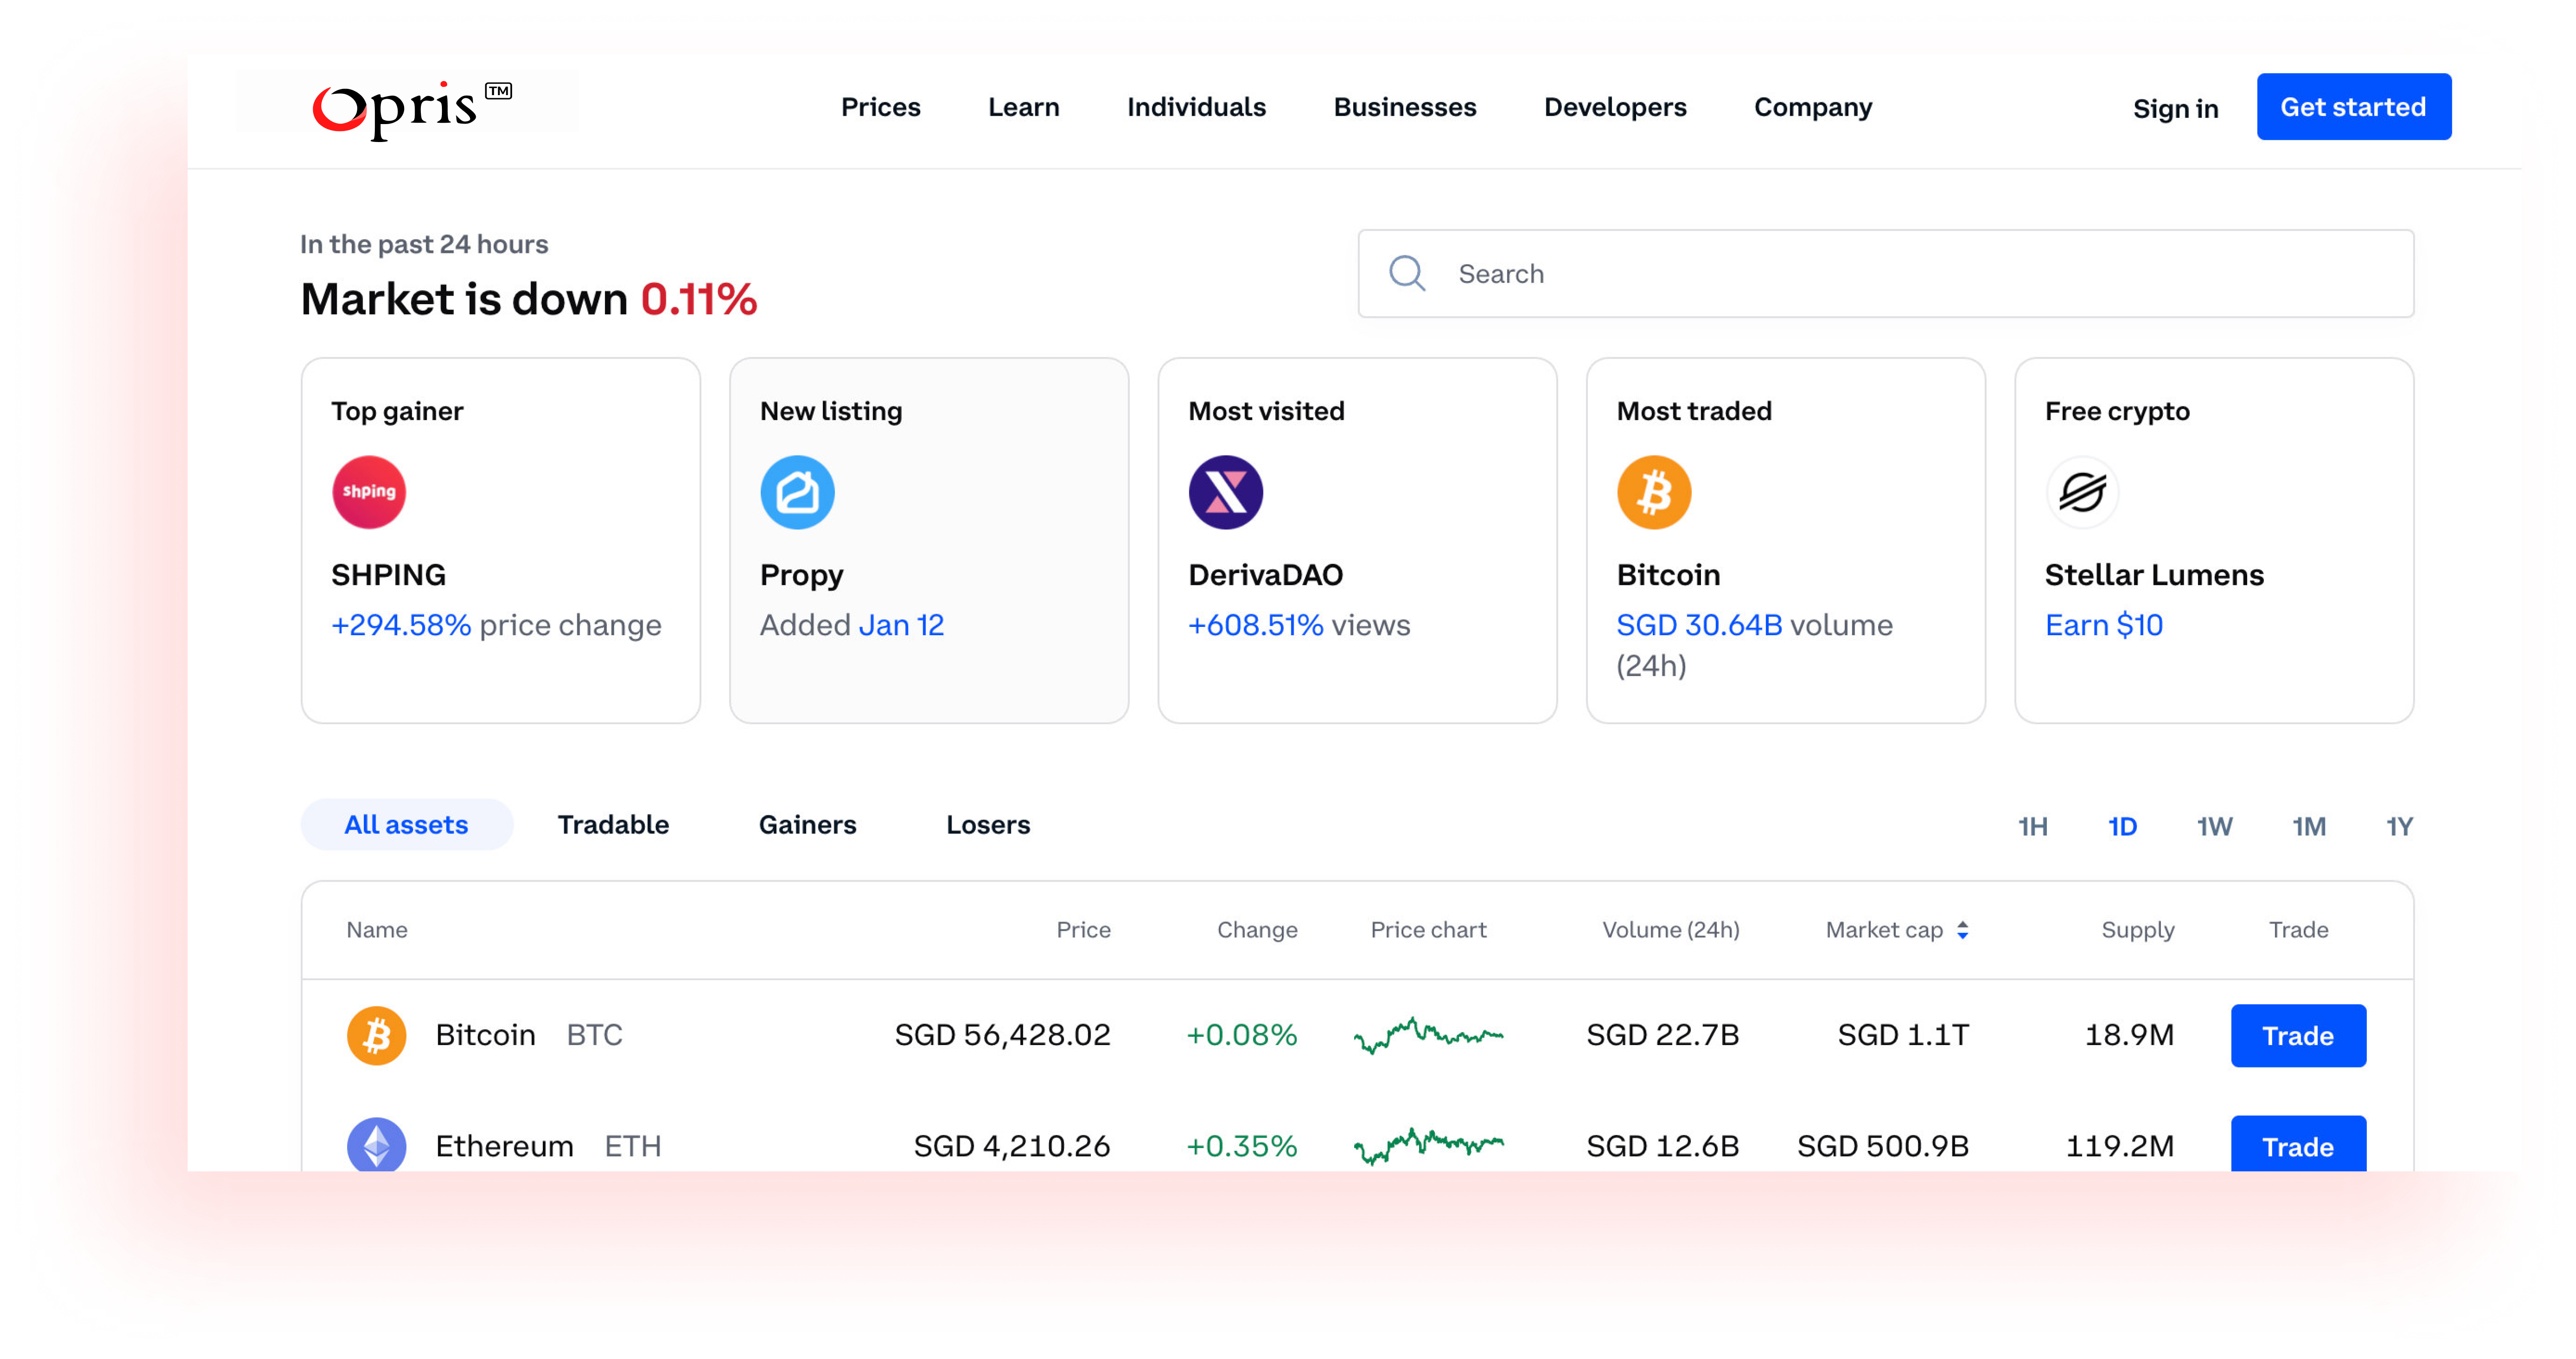 Opris TM
Prices Learn Individuals Businesses Developers Company Sign in Get started
In the past 24 hours
Market is down 0.11%
Search
Top gainer
shping
SHPING
+294.58% price change
New listing
Propy
Added Jan 12
Most visited
DerivaDAO
+608.51% views
Most traded
Bitcoin
SGD 30.64B volume
(24h)
Free crypto
Stellar Lumens
Earn $10
All assets Tradable Gainers Losers 1H 1D 1W 1M 1Y
Name Price Change Price chart Volume (24h) Market cap Supply Trade
Bitcoin BTC SGD 56,428.02 +0.08% SGD 22.7B SGD 1.1T 18.9M Trade
Ethereum ETH SGD 4,210.26 +0.35% SGD 12.6B SGD 500.9B 119.2M Trade